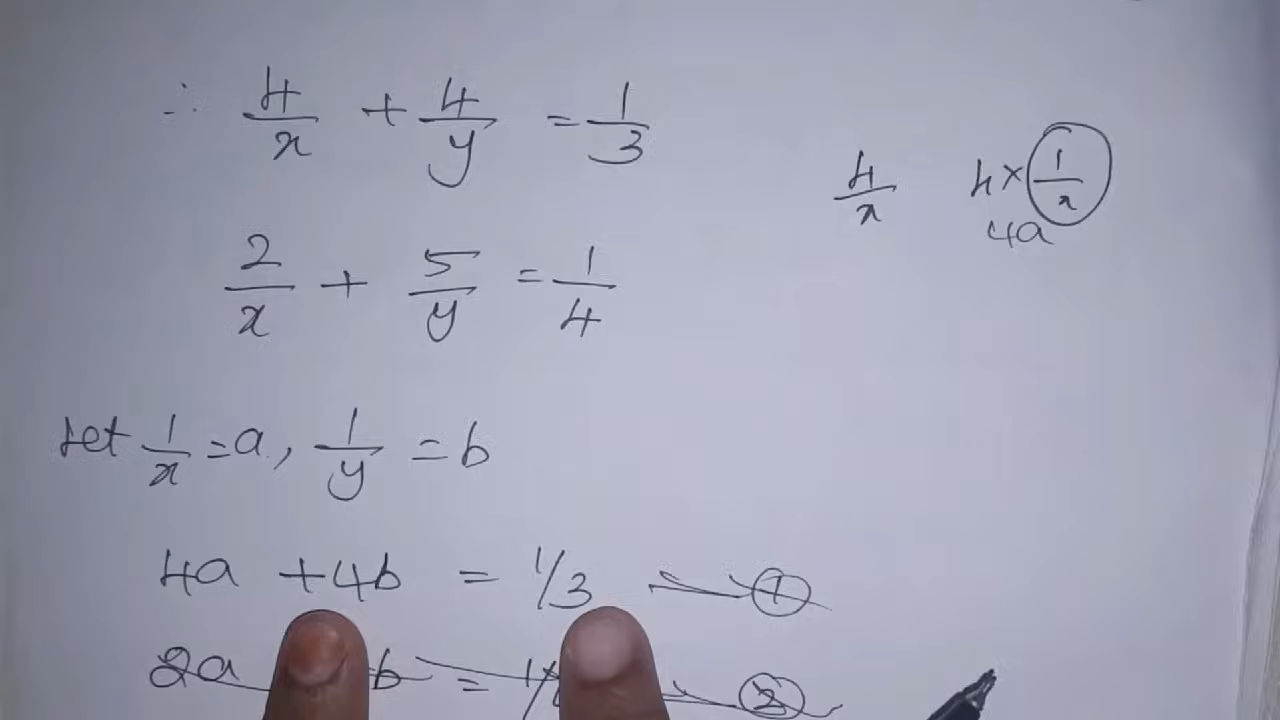 ∴ 4/x + 4/y = 1/3
4/x 4 × 1/x
4a
2/x + 5/y = 1/4
Let 1/x = a, 1/y = b
4a + 4b = 1/3 — ①
2a b = 1/ — ②